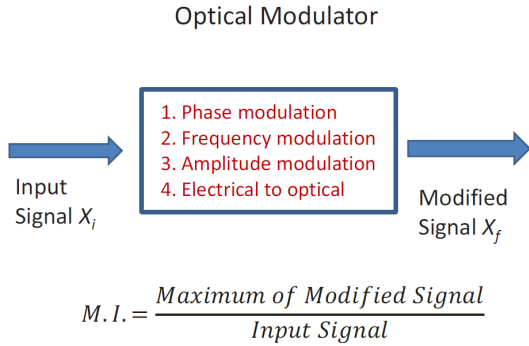 Optical Modulator
1. Phase modulation
2. Frequency modulation
3. Amplitude modulation
4. Electrical to optical
Input
Signal Xi
Modified
Signal Xf
M.I.= Maximum of Modified Signal
Input Signal